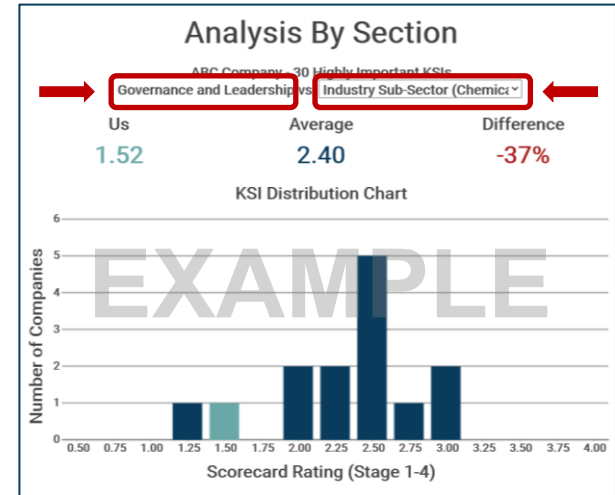 Analysis By Section
ABC Company - 30 Highly Important KSIs
Governance and Leadership vs Industry Sub-Sector (Chemica
Us Average Difference
1.52 2.40 -37%
KSI Distribution Chart
EXAMPLE
Number of Companies
6
5
4
3
2
1
0
0.50 0.75 1.00 1.25 1.50 1.75 2.00 2.25 2.50 2.75 3.00 3.25 3.50 3.75 4.00
Scorecard Rating (Stage 1-4)